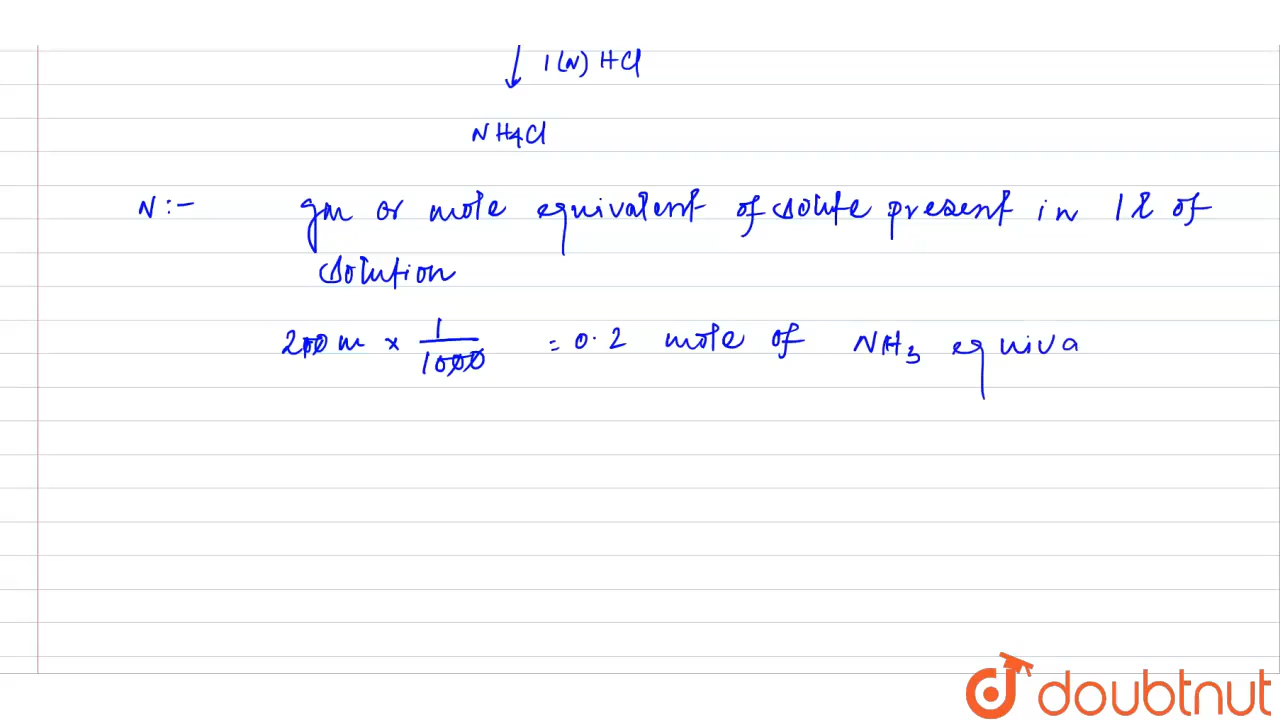 ↓ 1(N) HCl
NH4Cl
N :- gm or mole equivalent of solute present in 1 l of
solution
200 m × 1/1000 = 0.2 mole of NH3 equiva
doubtnut